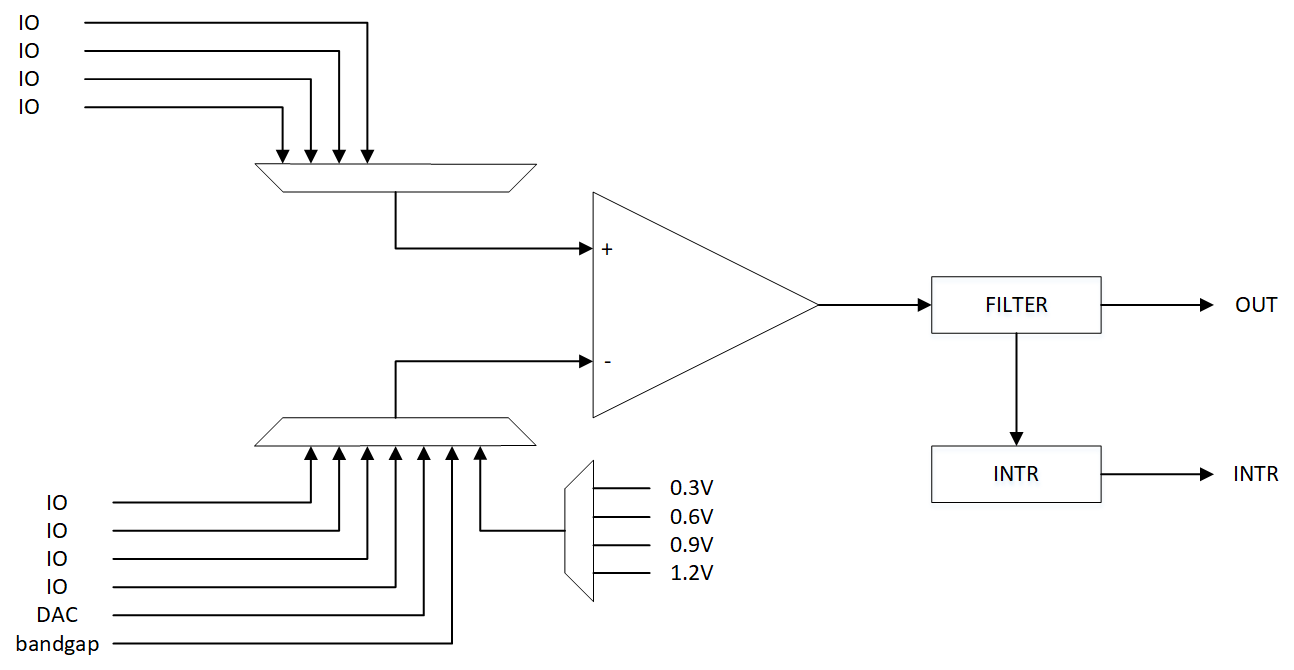 IO
IO
IO
IO
+
-
FILTER
OUT
INTR
INTR
IO
IO
IO
IO
DAC
bandgap
0.3V
0.6V
0.9V
1.2V